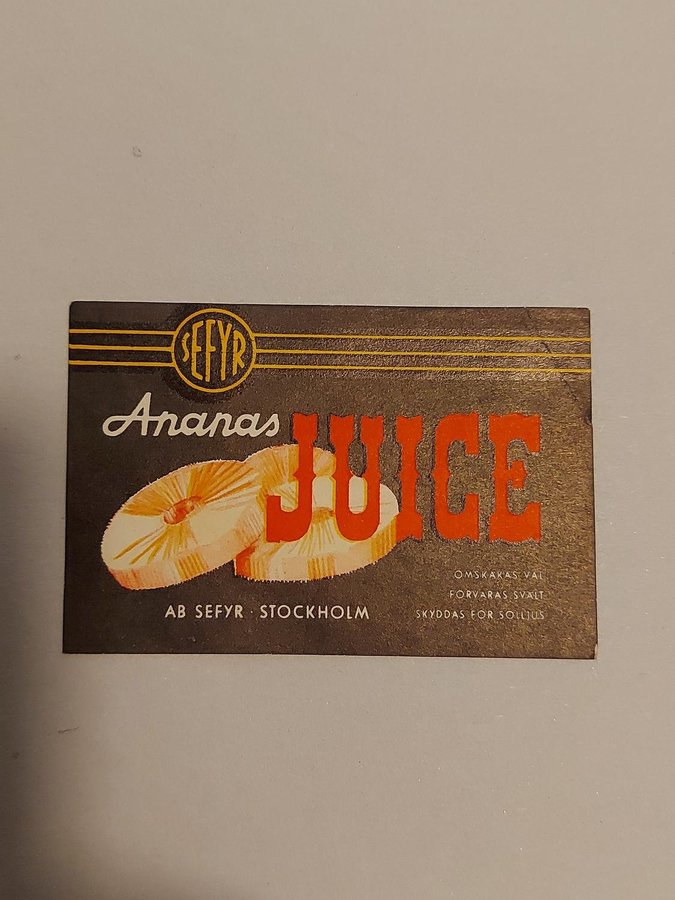 SEFYR
Ananas
JUICE
OMSKAKAS VÄL
FÖRVARAS SVALT
SKYDDAS FÖR SOLLJUS
AB SEFYR · STOCKHOLM